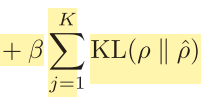 + β ∑_{j=1}^{K} KL(ρ ∥ ρ̂)